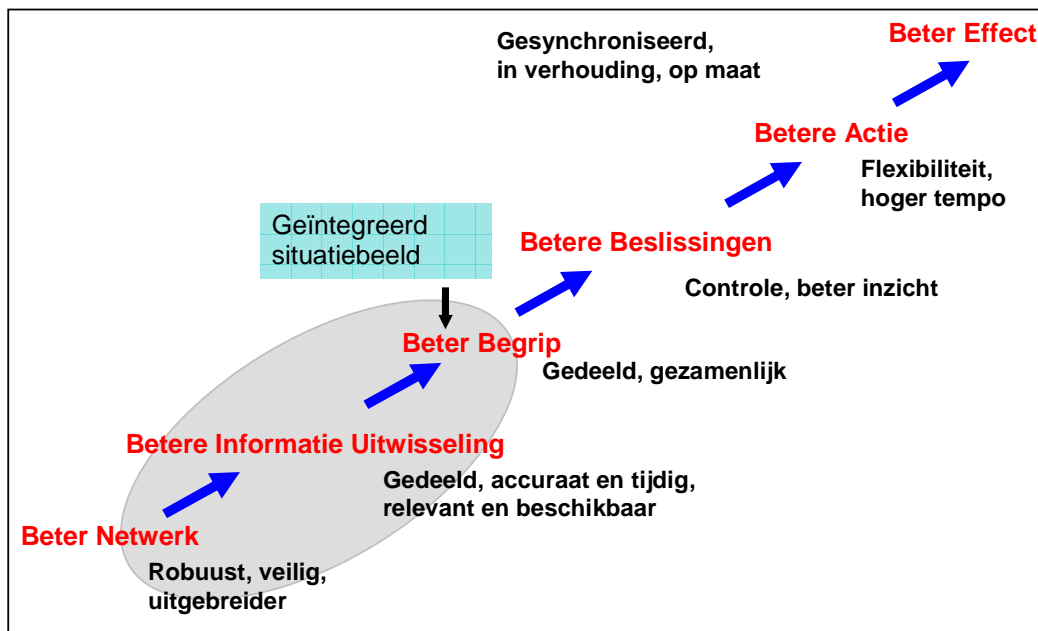 Beter Effect
Gesynchroniseerd,
in verhouding, op maat
Betere Actie
Flexibiliteit,
hoger tempo
Geïntegreerd
situatiebeeld
Betere Beslissingen
Controle, beter inzicht
Beter Begrip
Gedeeld, gezamenlijk
Betere Informatie Uitwisseling
Gedeeld, accuraat en tijdig,
relevant en beschikbaar
Beter Netwerk
Robuust, veilig,
uitgebreider